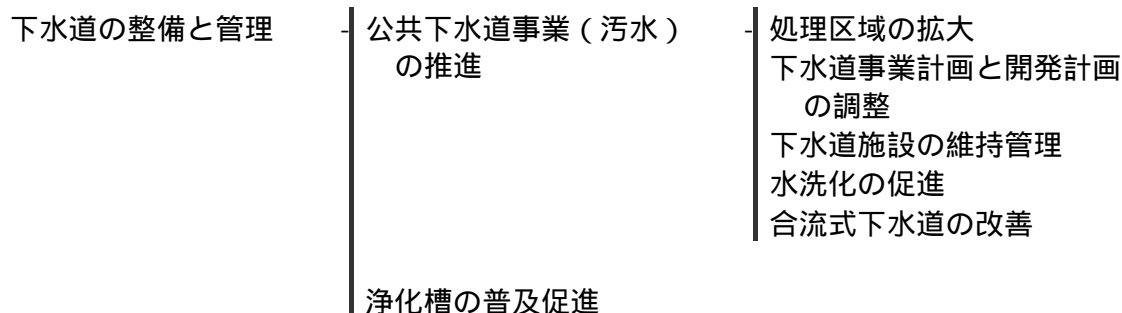 下水道の整備と管理
公共下水道事業(汚水)
の推進
処理区域の拡大
下水道事業計画と開発計画
の調整
下水道施設の維持管理
水洗化の促進
合流式下水道の改善
浄化槽の普及促進